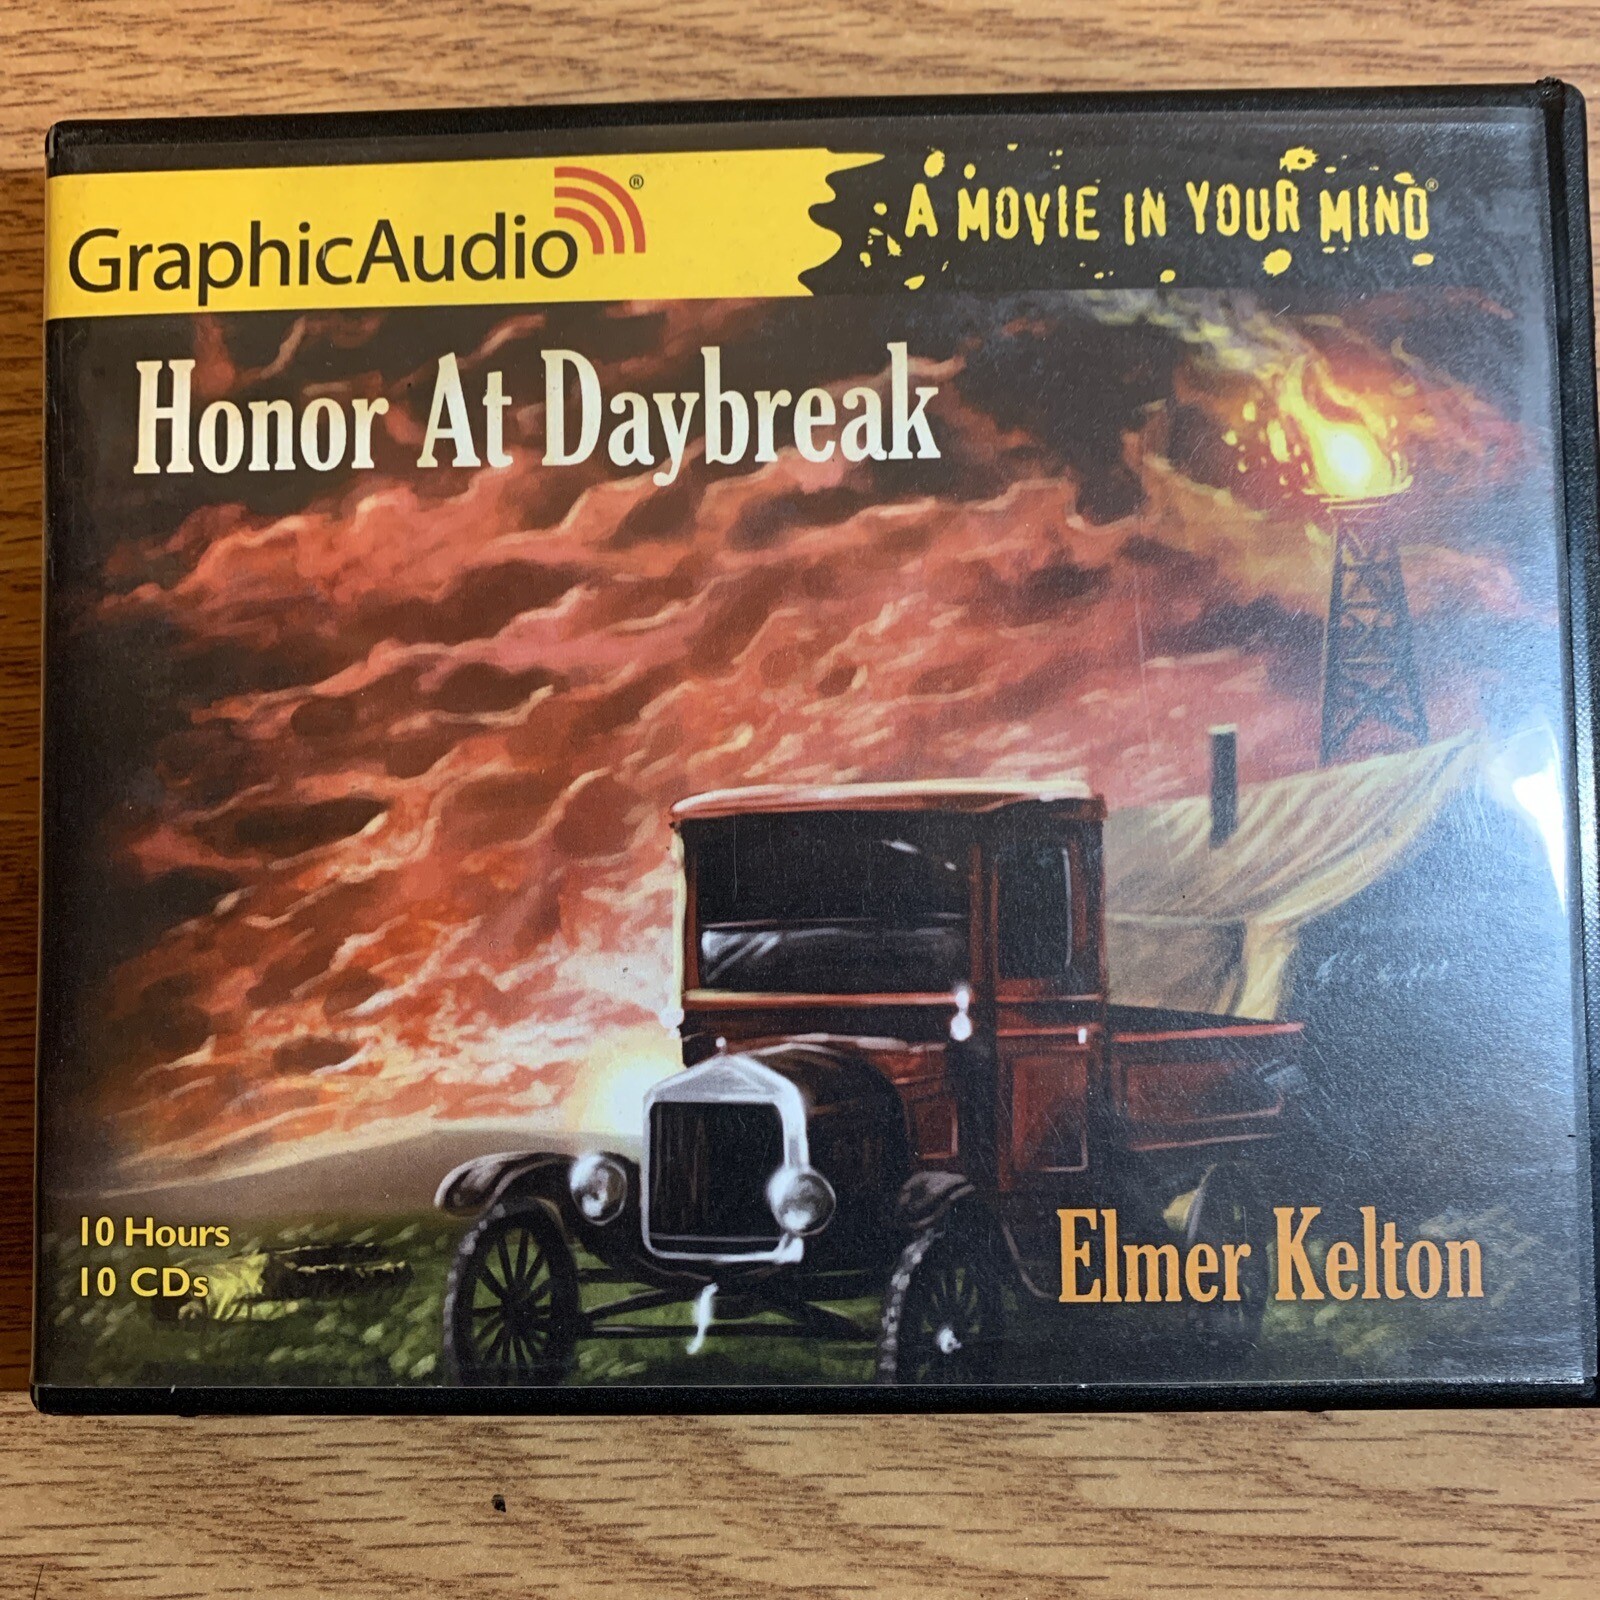 GraphicAudio®
A MOVIE IN YOUR MIND®
Honor At Daybreak
10 Hours
10 CDs
Elmer Kelton